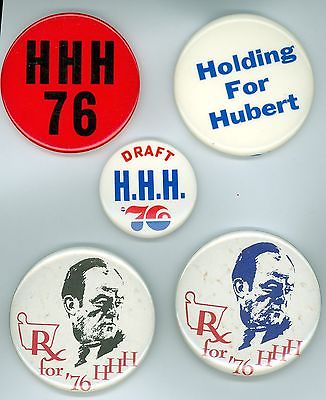 HHH
76
Holding
For
Hubert
DRAFT
H.H.H.
'76
Rx
for '76 HHH
Rx
for '76 HHH